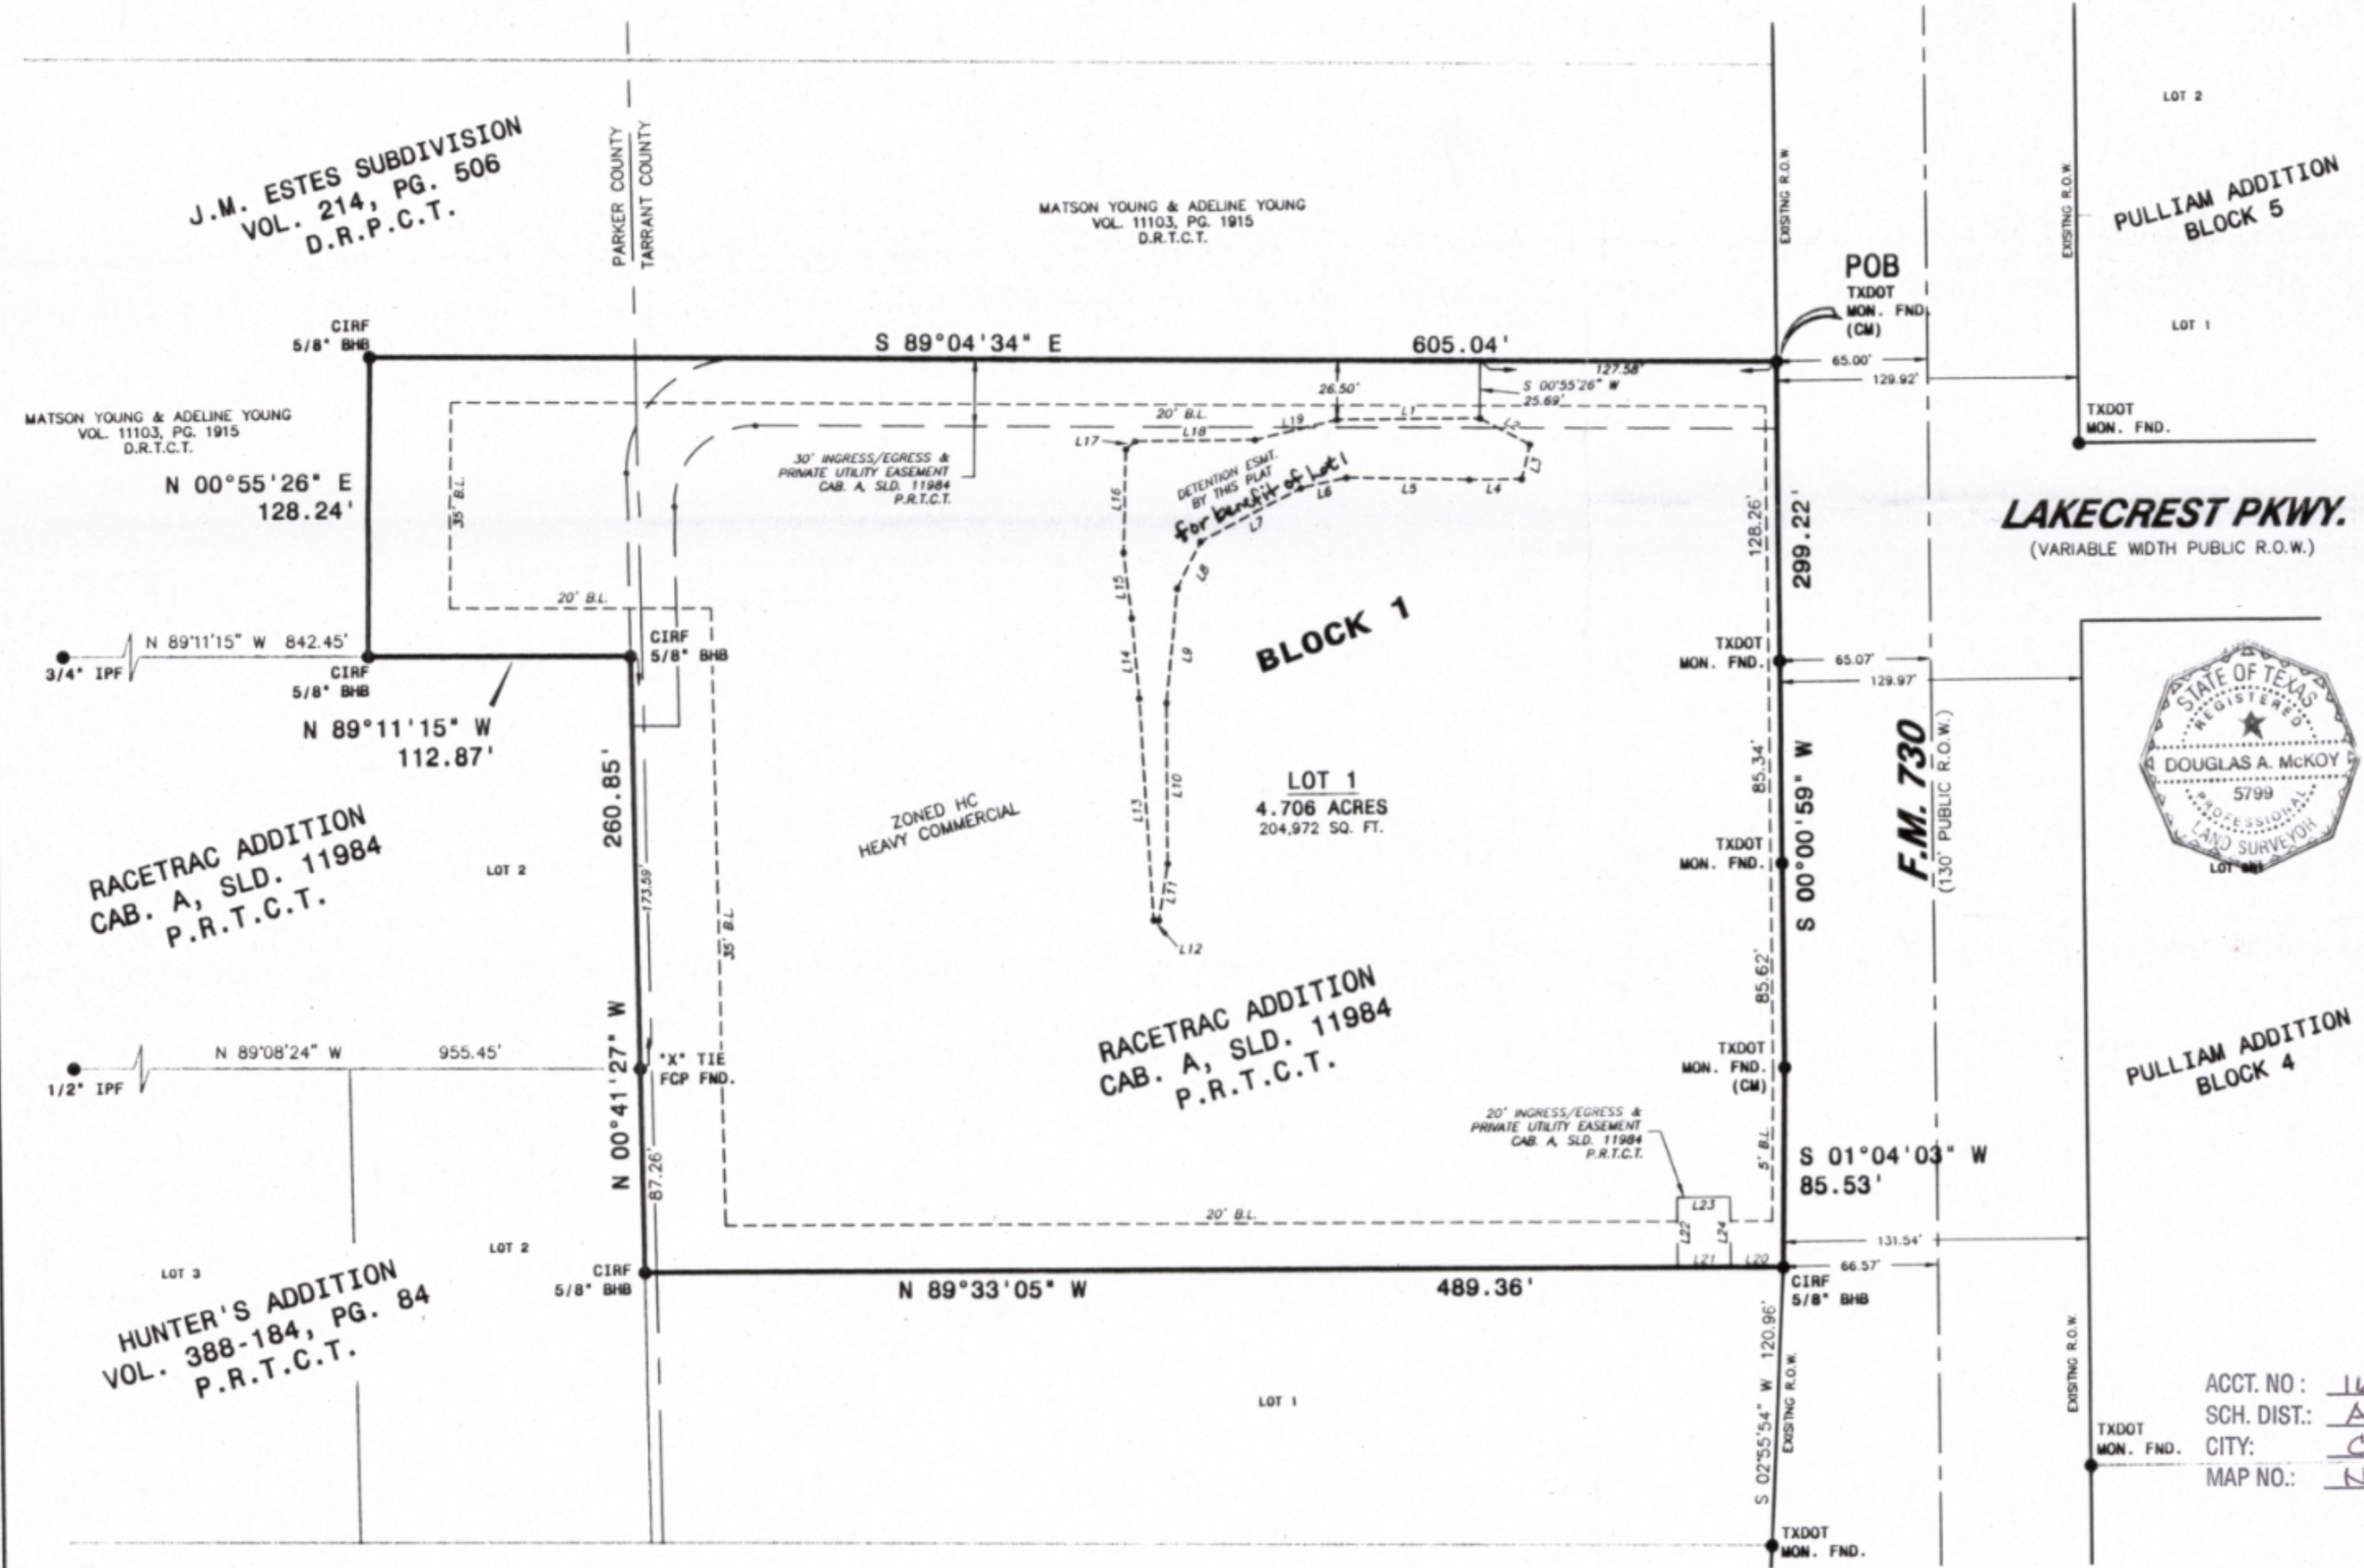 J.M. ESTES SUBDIVISION
VOL. 214, PG. 506
D.R.P.C.T.
PARKER COUNTY
TARRANT COUNTY
MATSON YOUNG & ADELINE YOUNG
VOL. 11103, PG. 1915
D.R.T.C.T.
EXISITNG R.O.W
EXISITNG R.O.W.
LOT 2
PULLIAM ADDITION
BLOCK 5
LOT 1
POB
TXDOT
MON. FND.
(CM)
65.00'
129.92'
TXDOT
MON. FND.
CIRF
5/8" BHB
S 89°04'34" E
605.04'
127.58'
26.50'
S 00°55'26" W
25.69'
MATSON YOUNG & ADELINE YOUNG
VOL. 11103, PG. 1915
D.R.T.C.T.
N 00°55'26" E
128.24'
35' B.L.
20' B.L.
L17
L18
L19
L1
L2
L3
L4
L5
L6
L7
L8
L9
L10
L11
L12
L13
L14
L15
L16
30' INGRESS/EGRESS &
PRIVATE UTILITY EASEMENT
CAB. A, SLD. 11984
P.R.T.C.T.
DETENTION ESMT.
BY THIS PLAT
for benefit of Lot 1
128.26'
299.22'
LAKECREST PKWY.
(VARIABLE WIDTH PUBLIC R.O.W.)
20' B.L.
N 89°11'15" W 842.45'
3/4" IPF
CIRF
5/8" BHB
CIRF
5/8" BHB
N 89°11'15" W
112.87'
BLOCK 1
TXDOT
MON. FND.
65.07'
129.97'
STATE OF TEXAS
REGISTERED
DOUGLAS A. McKOY
5799
PROFESSIONAL
LAND SURVEYOR
260.85'
173.59'
ZONED HC
HEAVY COMMERCIAL
LOT 1
4.706 ACRES
204,972 SQ. FT.
85.34'
S 00°00'59" W
F.M. 730
(130' PUBLIC R.O.W.)
TXDOT
MON. FND.
RACETRAC ADDITION
CAB. A, SLD. 11984
P.R.T.C.T.
LOT 2
35' B.L.
85.62'
RACETRAC ADDITION
CAB. A, SLD. 11984
P.R.T.C.T.
N 89°08'24" W 955.45'
1/2" IPF
"X" TIE
FCP FND.
N 00°41'27" W
87.26'
TXDOT
MON. FND.
(CM)
PULLIAM ADDITION
BLOCK 4
20' INGRESS/EGRESS &
PRIVATE UTILITY EASEMENT
CAB. A, SLD. 11984
P.R.T.C.T.
5' B.L.
S 01°04'03" W
85.53'
20' B.L.
L23
L22
L24
L21
L20
131.54'
66.57'
LOT 2
LOT 3
HUNTER'S ADDITION
VOL. 388-184, PG. 84
P.R.T.C.T.
CIRF
5/8" BHB
N 89°33'05" W
489.36'
CIRF
5/8" BHB
S 02°55'54" W 120.96'
EXISITNG R.O.W.
EXISITNG R.O.W.
LOT 1
TXDOT
MON. FND.
ACCT. NO :
SCH. DIST.:
CITY:
MAP NO.:
TXDOT
MON. FND.